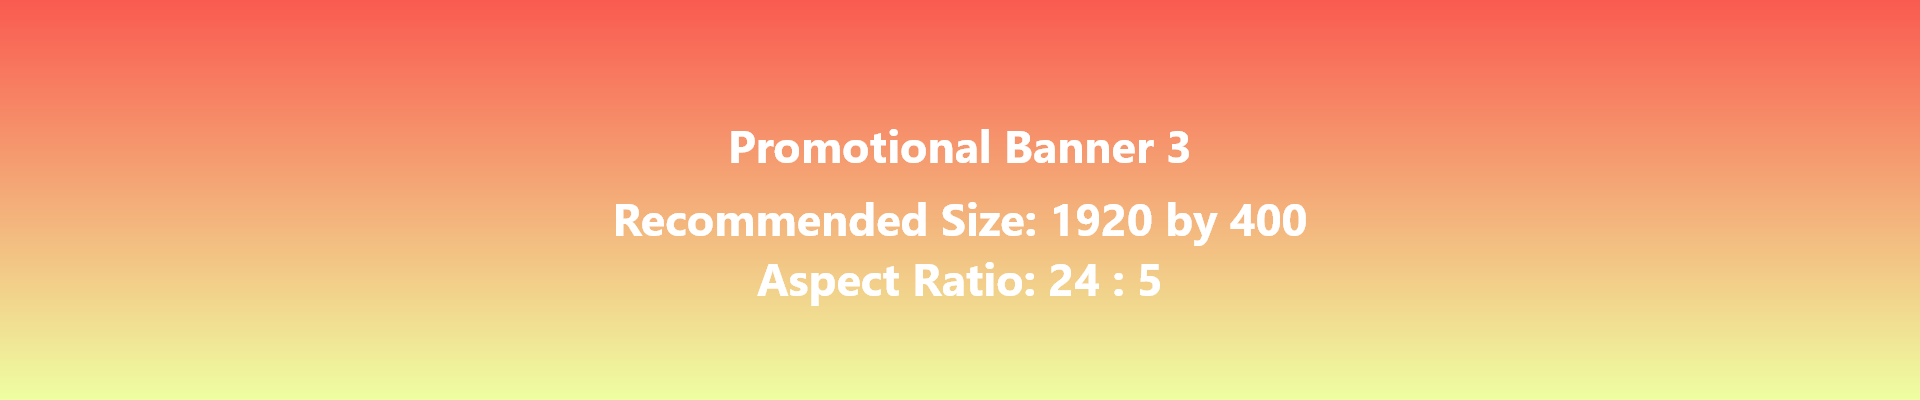 Promotional Banner 3
Recommended Size: 1920 by 400
Aspect Ratio: 24 : 5